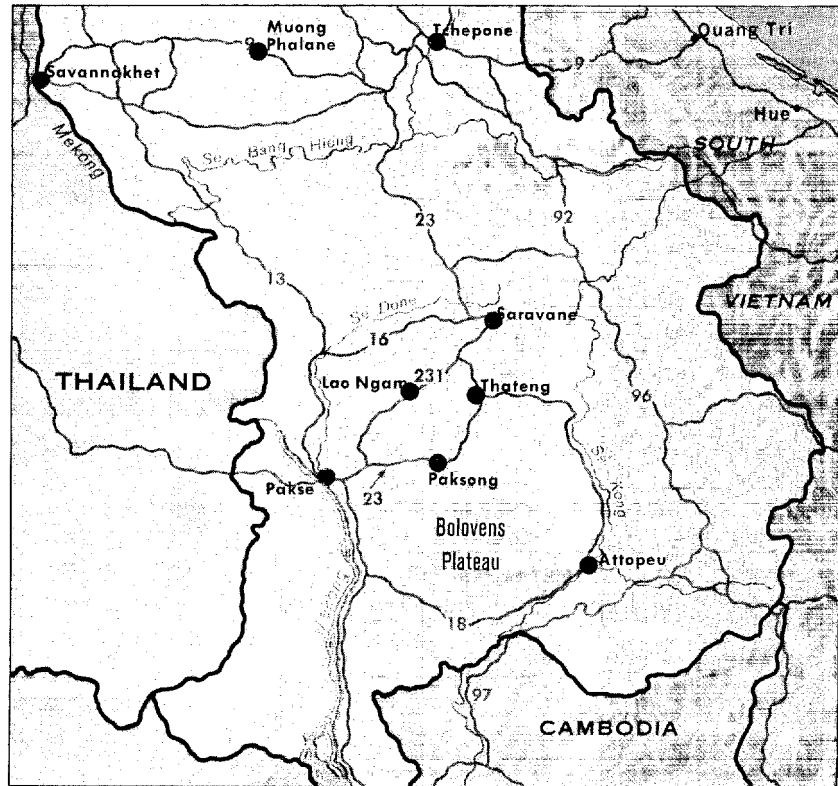 Muong
Phalane
9
Tchepone
Quang Tri
Savannakhet
9
Hue
Mekong
Se Bang Hieng
SOUTH
23
92
13
VIETNAM
Se Done
Saravane
16
THAILAND
Lao Ngam
231
Thateng
96
Pakse
23
Paksong
Se Kong
Bolovens
Plateau
Attopeu
18
97
CAMBODIA